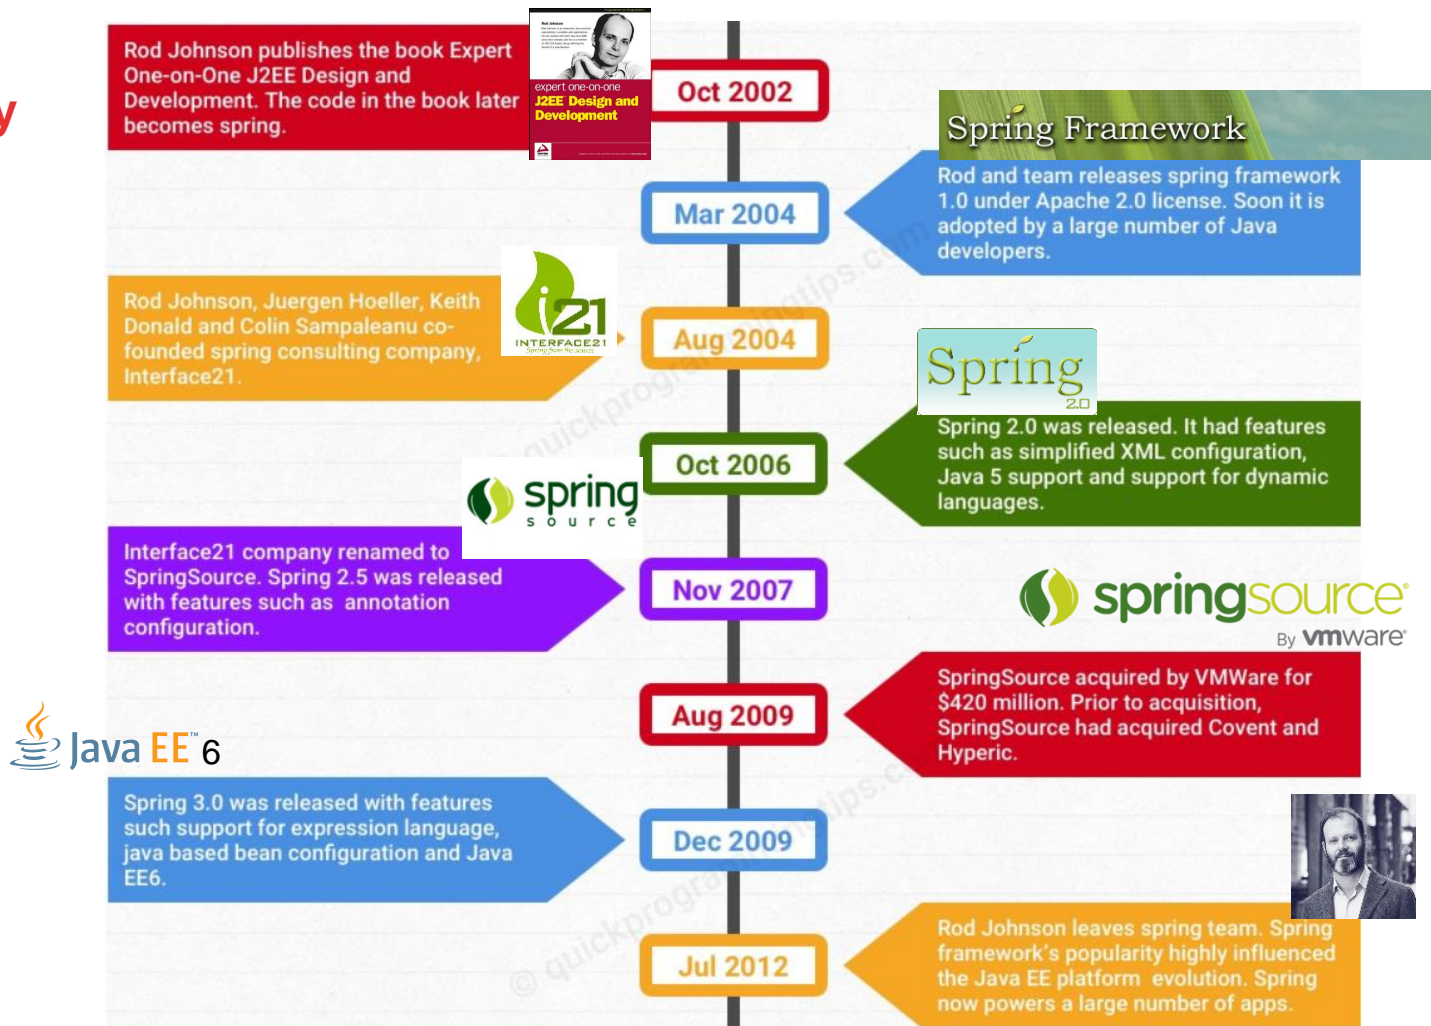 y
Rod Johnson publishes the book Expert
One-on-One J2EE Design and
Development. The code in the book later
becomes spring.
Rod Johnson
expert one-on-one
J2EE Design and
Development
Oct 2002
Spring Framework
Mar 2004
Rod and team releases spring framework
1.0 under Apache 2.0 license. Soon it is
adopted by a large number of Java
developers.
Rod Johnson, Juergen Hoeller, Keith
Donald and Colin Sampaleanu co-
founded spring consulting company,
Interface21.
i21
INTERFACE21
Spring from the source
Aug 2004
Spring
2.0
Oct 2006
Spring 2.0 was released. It had features
such as simplified XML configuration,
Java 5 support and support for dynamic
languages.
spring
source
Interface21 company renamed to
SpringSource. Spring 2.5 was released
with features such as annotation
configuration.
Nov 2007
springsource
By vmware
Aug 2009
SpringSource acquired by VMWare for
$420 million. Prior to acquisition,
SpringSource had acquired Covent and
Hyperic.
Java EE™ 6
Spring 3.0 was released with features
such support for expression language,
java based bean configuration and Java
EE6.
Dec 2009
Jul 2012
Rod Johnson leaves spring team. Spring
framework's popularity highly influenced
the Java EE platform evolution. Spring
now powers a large number of apps.
© quickprogrammingtips.com